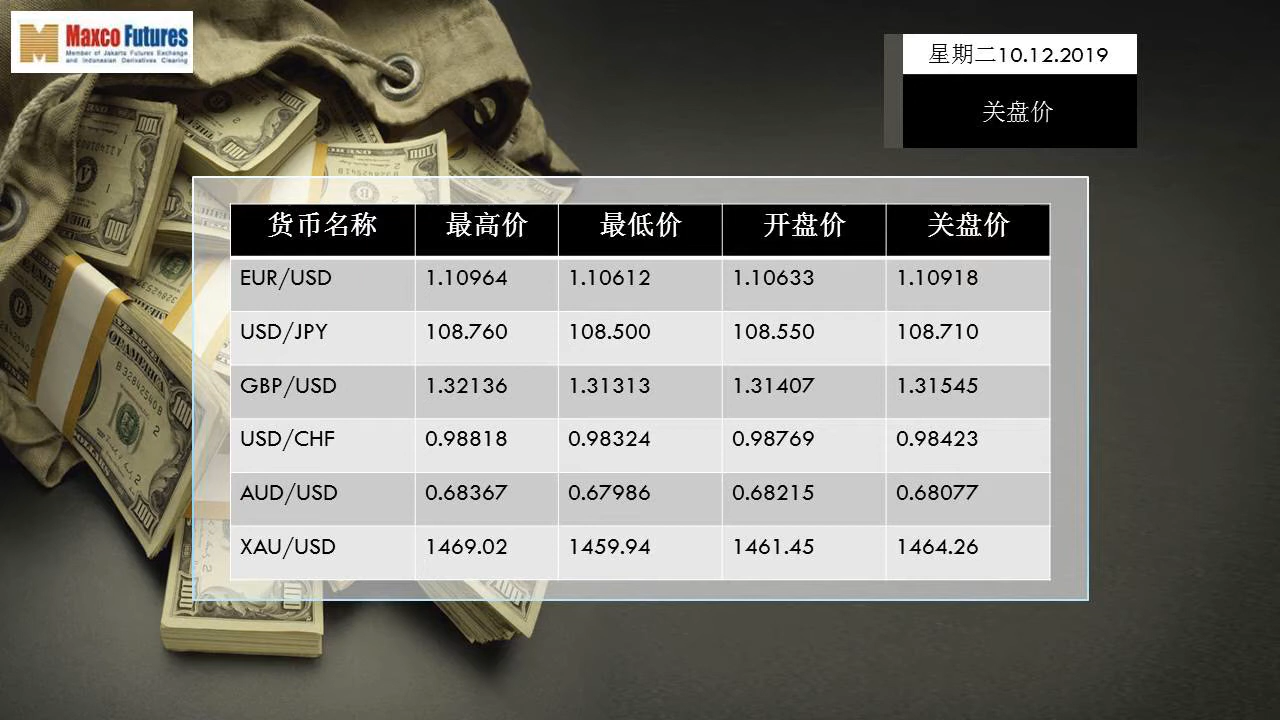 Maxco Futures
Member of Jakarta Futures Exchange
and Indonesian Derivatives Clearing
星期二10.12.2019
关盘价
货币名称 最高价 最低价 开盘价 关盘价
EUR/USD 1.10964 1.10612 1.10633 1.10918
USD/JPY 108.760 108.500 108.550 108.710
GBP/USD 1.32136 1.31313 1.31407 1.31545
USD/CHF 0.98818 0.98324 0.98769 0.98423
AUD/USD 0.68367 0.67986 0.68215 0.68077
XAU/USD 1469.02 1459.94 1461.45 1464.26